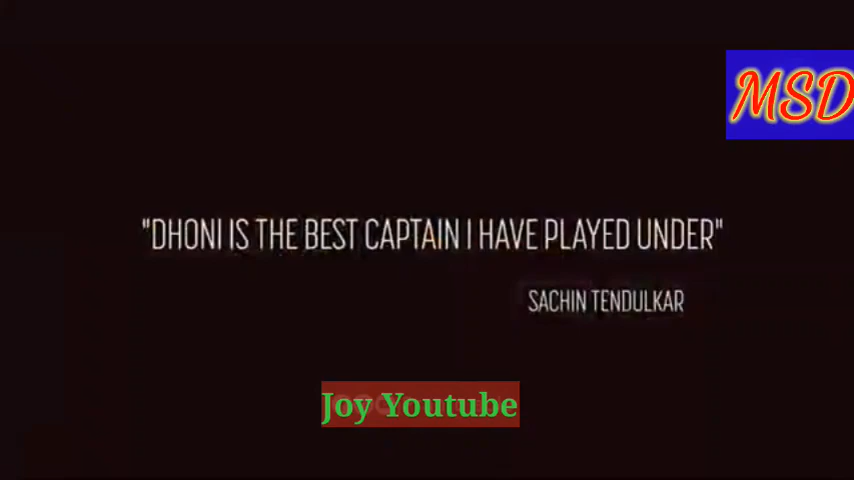 MSD
"DHONI IS THE BEST CAPTAIN I HAVE PLAYED UNDER"
SACHIN TENDULKAR
Joy Youtube